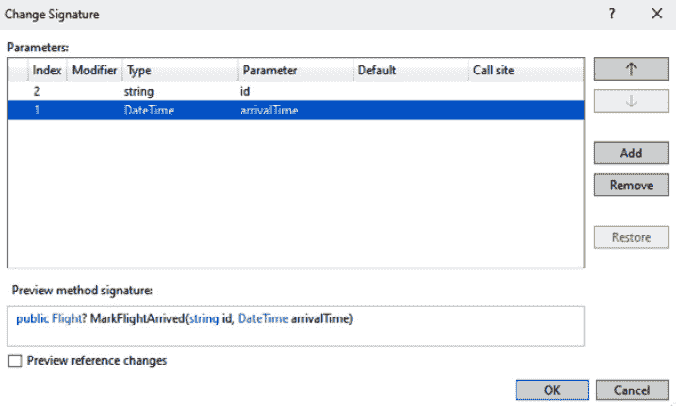 Change Signature
Parameters:
Index Modifier Type Parameter Default Call site
2 string id
1 DateTime arrivalTime
Add
Remove
Restore
Preview method signature:
public Flight? MarkFlightArrived(string id, DateTime arrivalTime)
Preview reference changes
OK Cancel